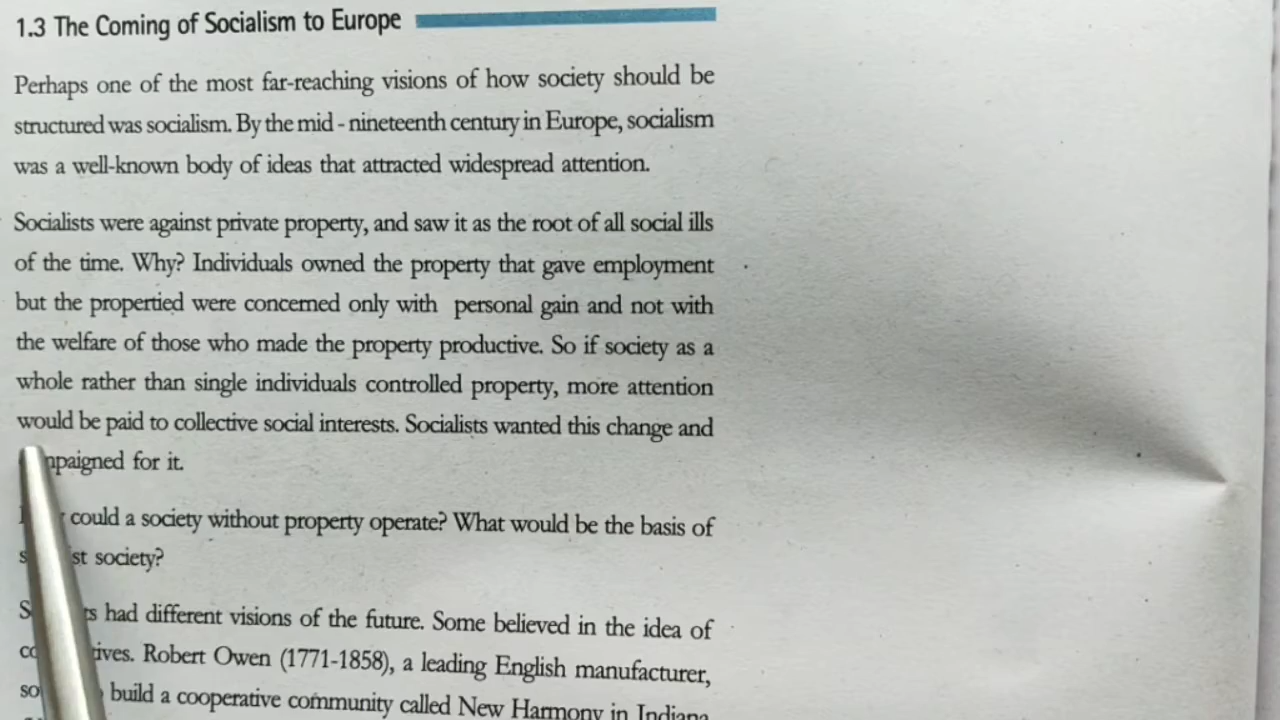 1.3 The Coming of Socialism to Europe
Perhaps one of the most far-reaching visions of how society should be
structured was socialism. By the mid - nineteenth century in Europe, socialism
was a well-known body of ideas that attracted widespread attention.
Socialists were against private property, and saw it as the root of all social ills
of the time. Why? Individuals owned the property that gave employment
but the propertied were concerned only with personal gain and not with
the welfare of those who made the property productive. So if society as a
whole rather than single individuals controlled property, more attention
would be paid to collective social interests. Socialists wanted this change and
for it.
could a society without property operate? What would be the basis of
society?
had different visions of the future. Some believed in the idea of
Robert Owen (1771-1858), a leading English manufacturer,
build a cooperative community called New Harmony in Indiana